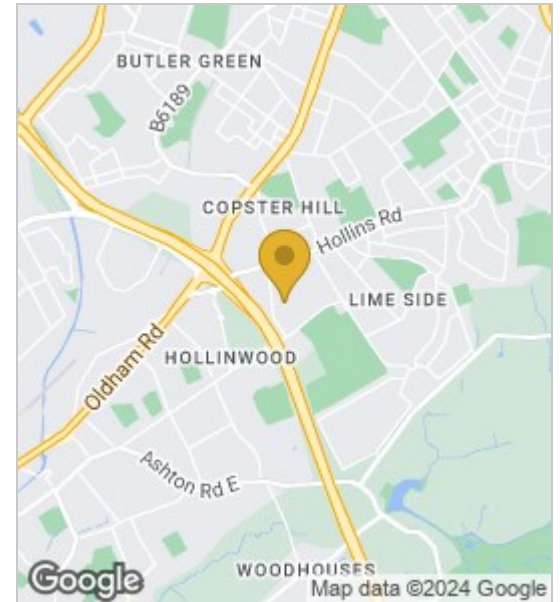 BUTLER GREEN
B6189
COPSTER HILL
Hollins Rd
LIME SIDE
HOLLINWOOD
Oldham Rd
Ashton Rd E
WOODHOUSES
Google
Map data ©2024 Google